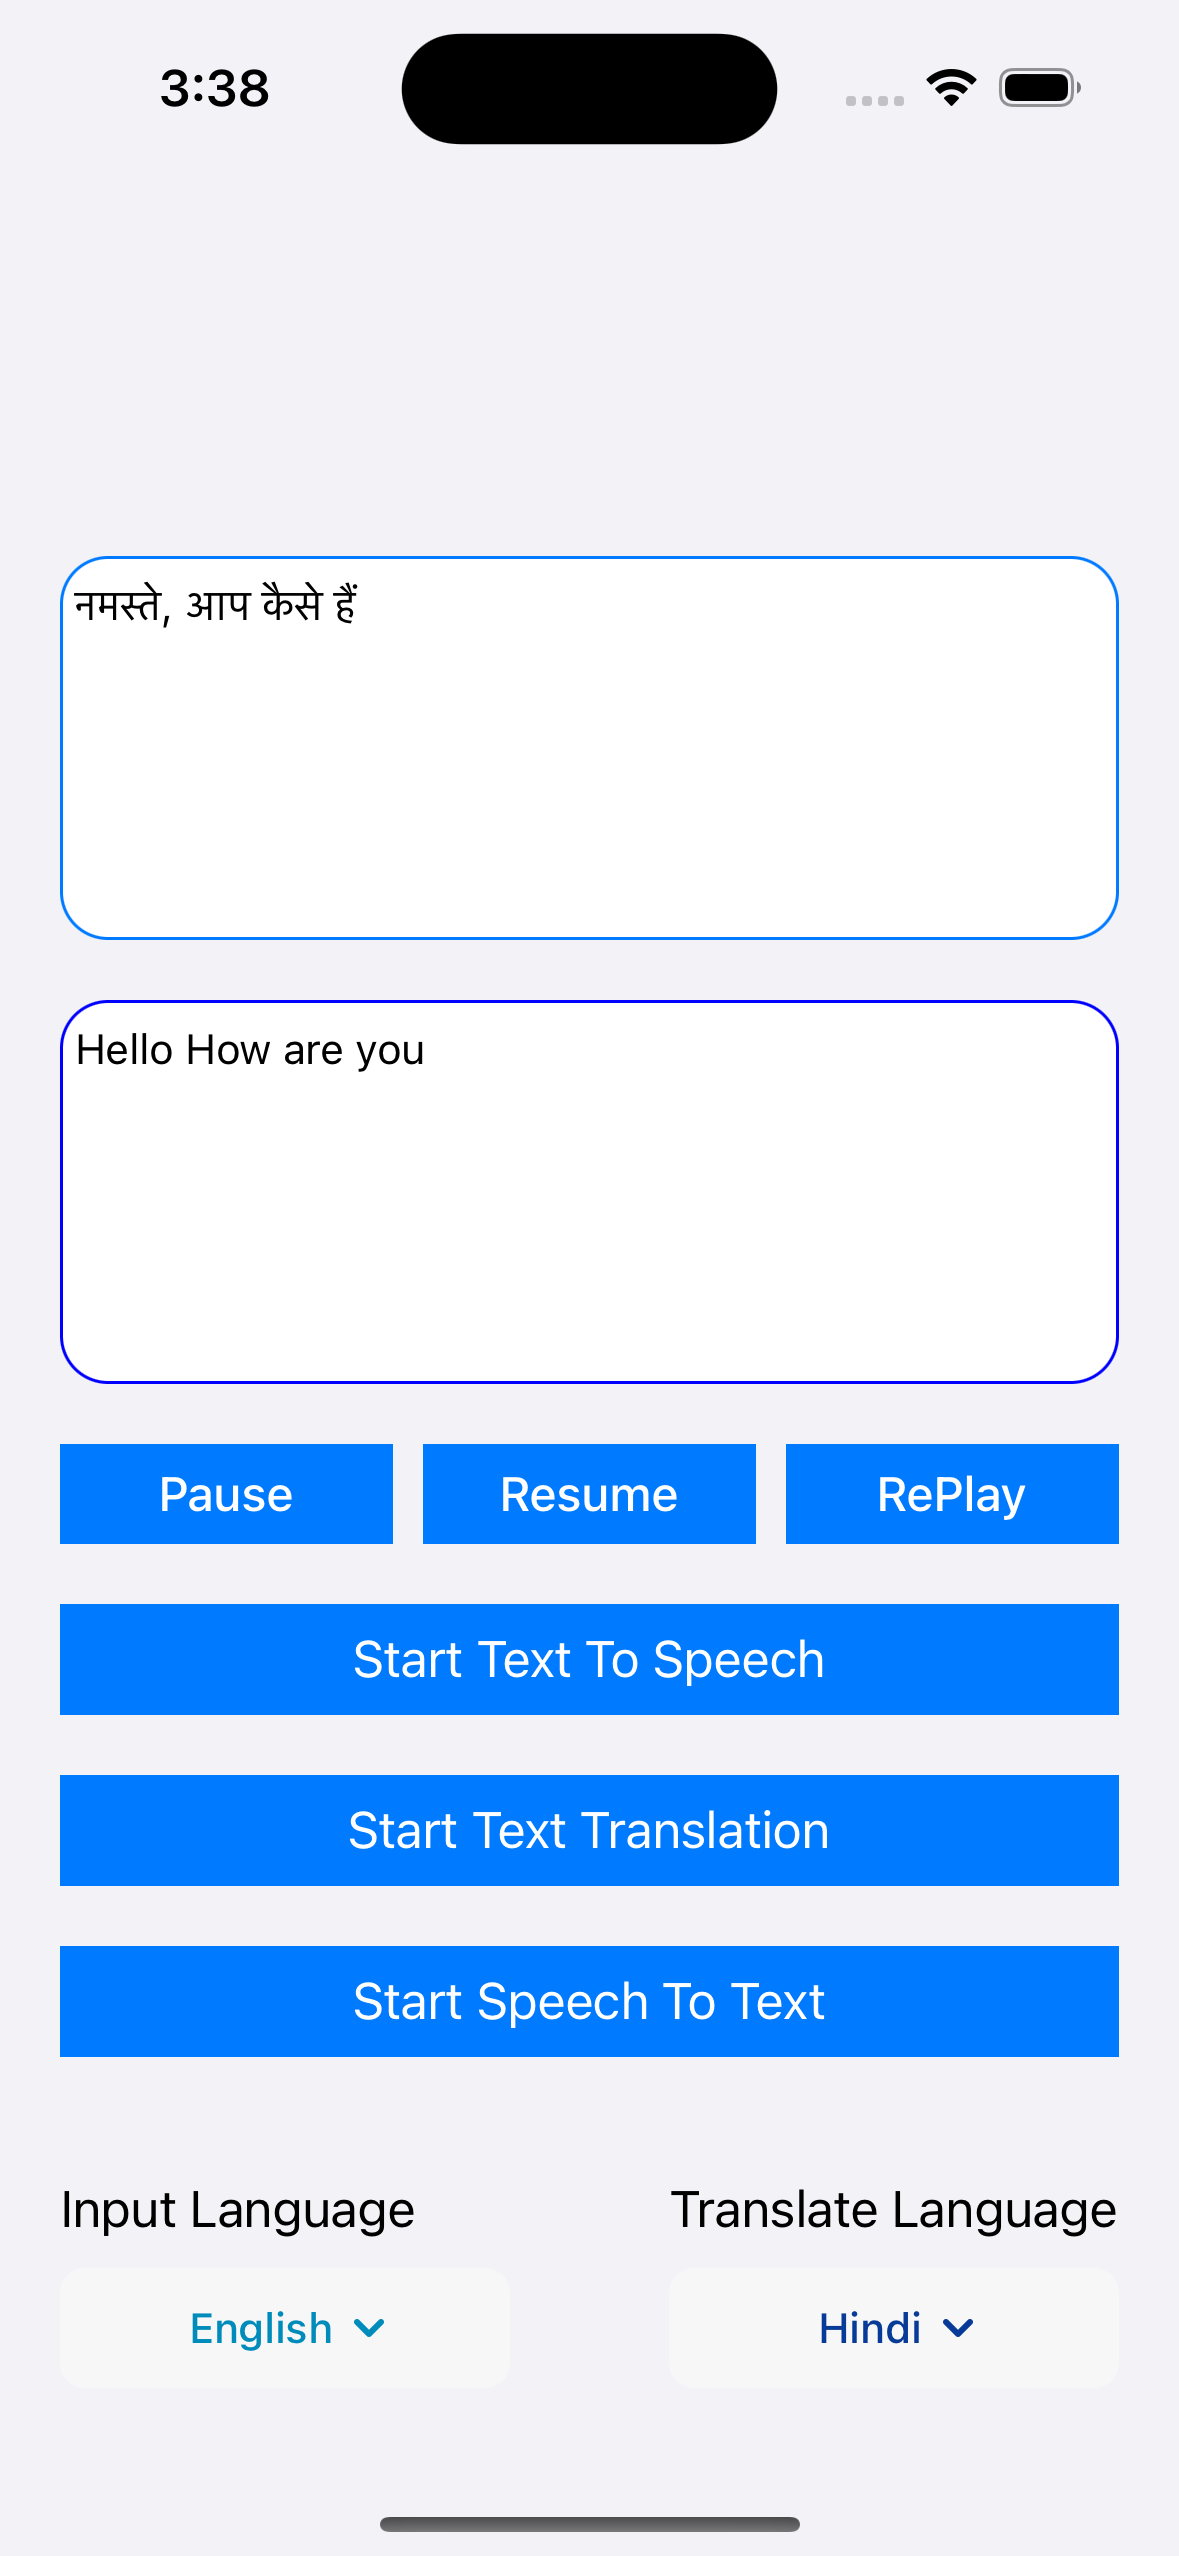 3:38
नमस्ते, आप कैसे हैं
Hello How are you
Pause Resume RePlay
Start Text To Speech
Start Text Translation
Start Speech To Text
Input Language Translate Language
English Hindi